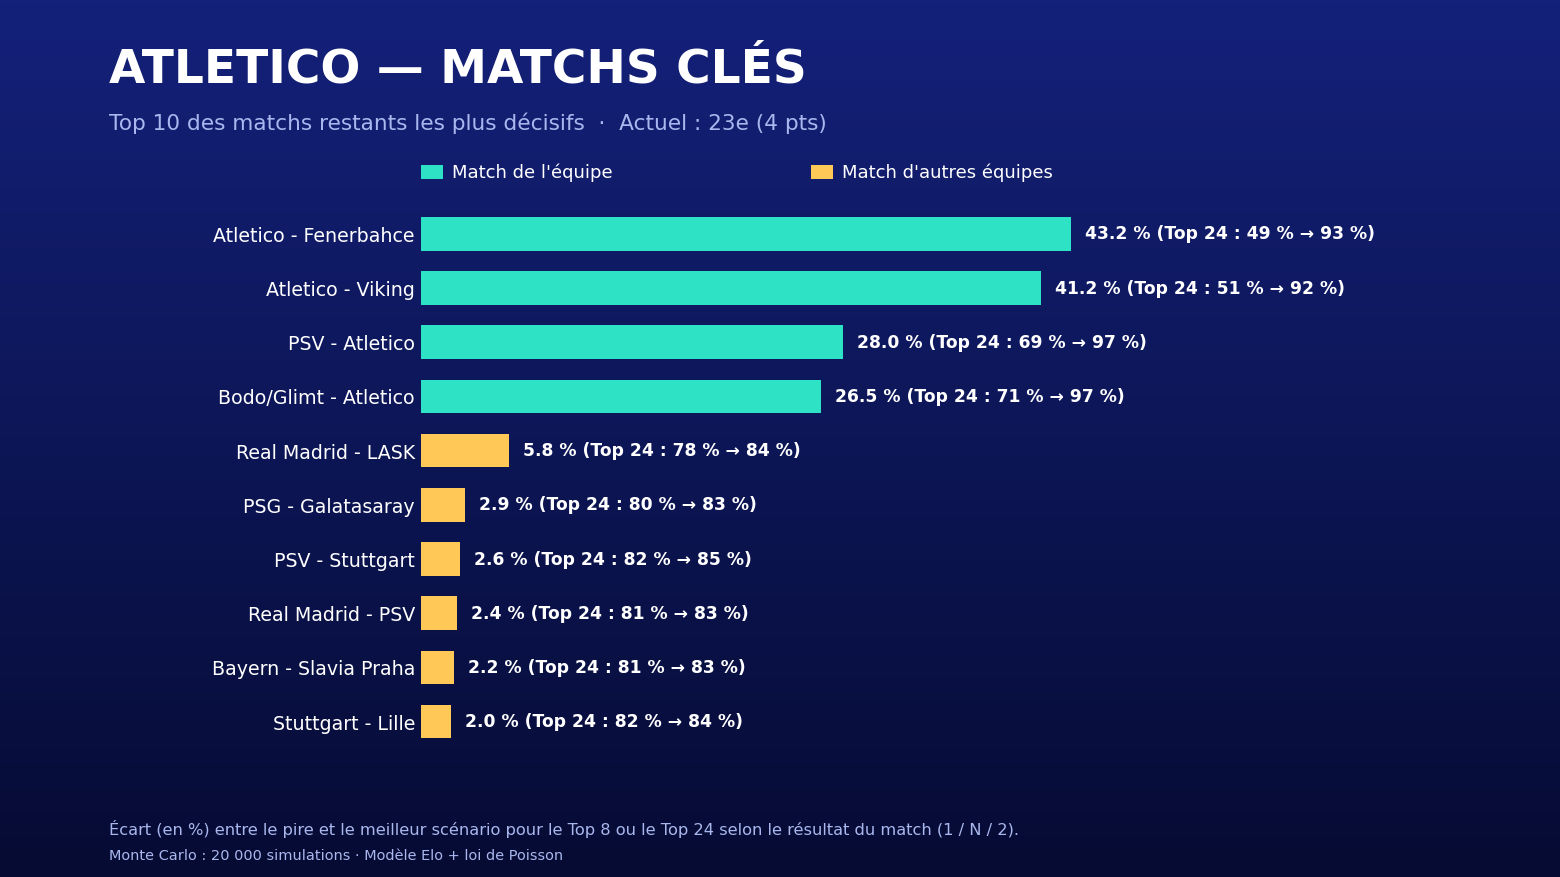 ATLETICO — MATCHS CLÉS
Top 10 des matchs restants les plus décisifs · Actuel : 23e (4 pts)
Match de l'équipe
Match d'autres équipes
Atletico - Fenerbahce 43.2 % (Top 24 : 49 % → 93 %)
Atletico - Viking 41.2 % (Top 24 : 51 % → 92 %)
PSV - Atletico 28.0 % (Top 24 : 69 % → 97 %)
Bodo/Glimt - Atletico 26.5 % (Top 24 : 71 % → 97 %)
Real Madrid - LASK 5.8 % (Top 24 : 78 % → 84 %)
PSG - Galatasaray 2.9 % (Top 24 : 80 % → 83 %)
PSV - Stuttgart 2.6 % (Top 24 : 82 % → 85 %)
Real Madrid - PSV 2.4 % (Top 24 : 81 % → 83 %)
Bayern - Slavia Praha 2.2 % (Top 24 : 81 % → 83 %)
Stuttgart - Lille 2.0 % (Top 24 : 82 % → 84 %)
Écart (en %) entre le pire et le meilleur scénario pour le Top 8 ou le Top 24 selon le résultat du match (1 / N / 2).
Monte Carlo : 20 000 simulations · Modèle Elo + loi de Poisson